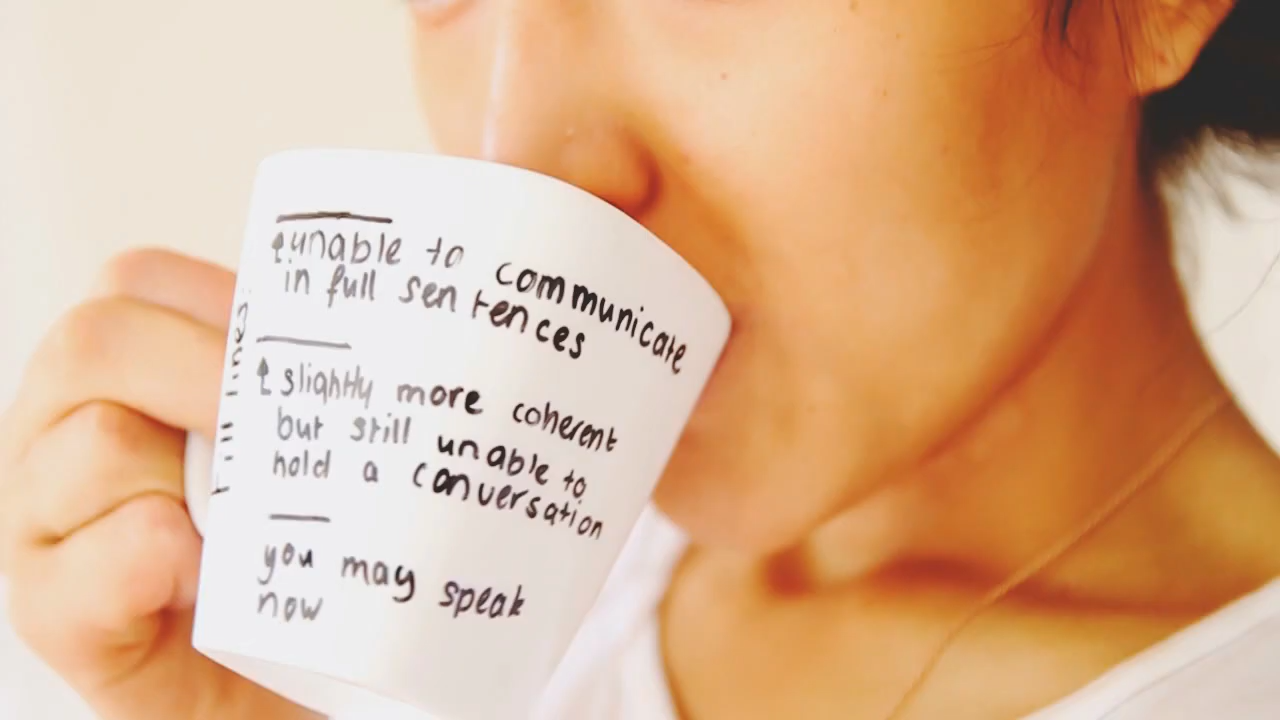 unable to communicate
in full sentences
slightly more coherent
but still unable to
hold a conversation
you may speak
now
Fill lines: